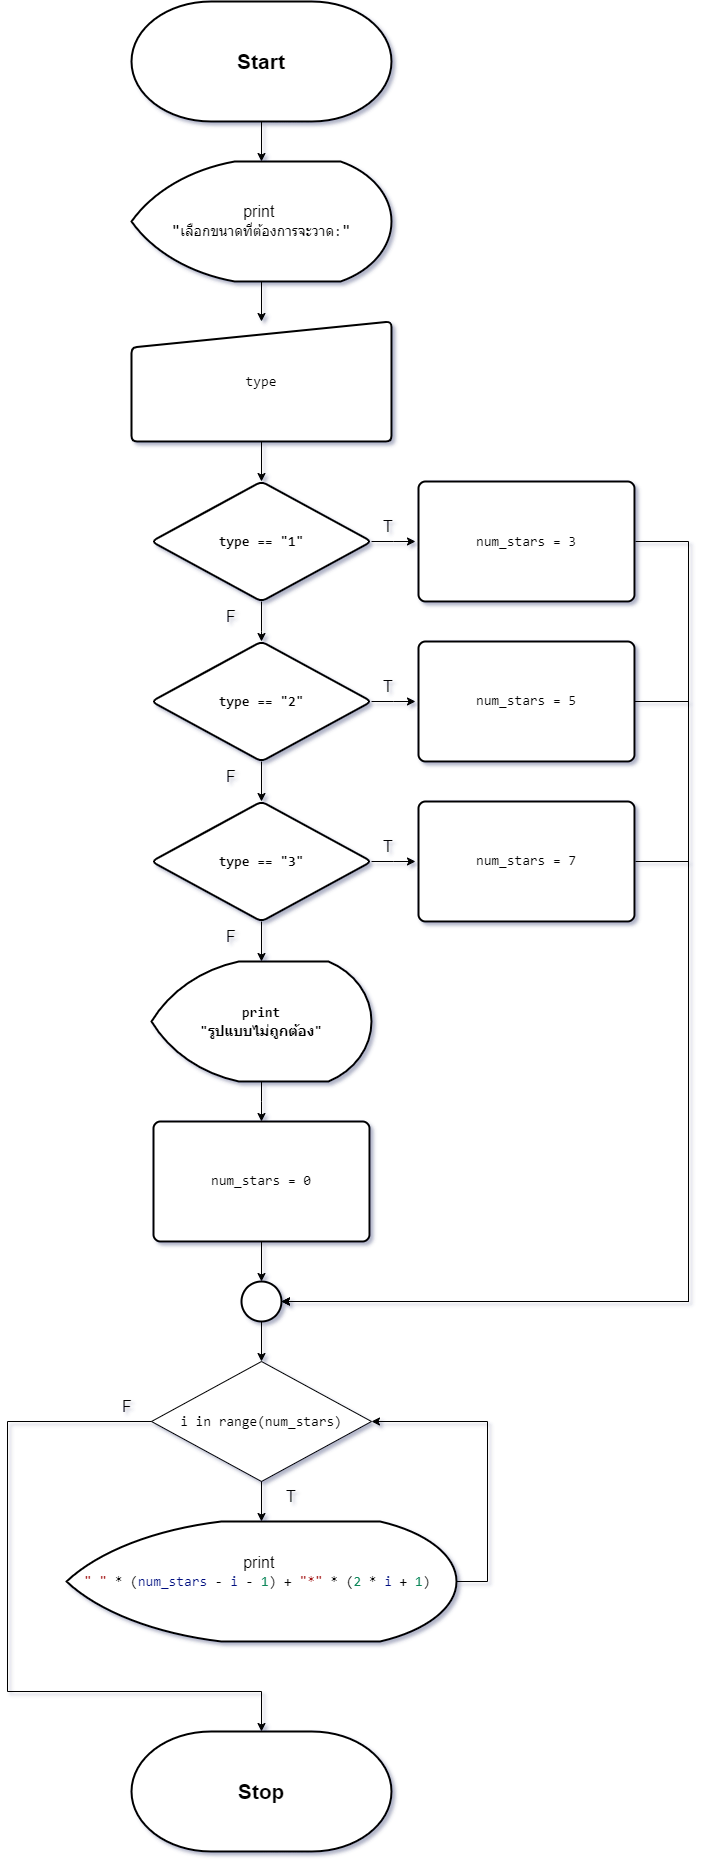 Start
print
"เลือกขนาดที่ต้องการจะวาด:"
type
type == "1"
T
num_stars = 3
F
type == "2"
T
num_stars = 5
F
type == "3"
T
num_stars = 7
F
print
"รูปแบบไม่ถูกต้อง"
num_stars = 0
F
i in range(num_stars)
T
print
" " * (num_stars - i - 1) + "*" * (2 * i + 1)
Stop